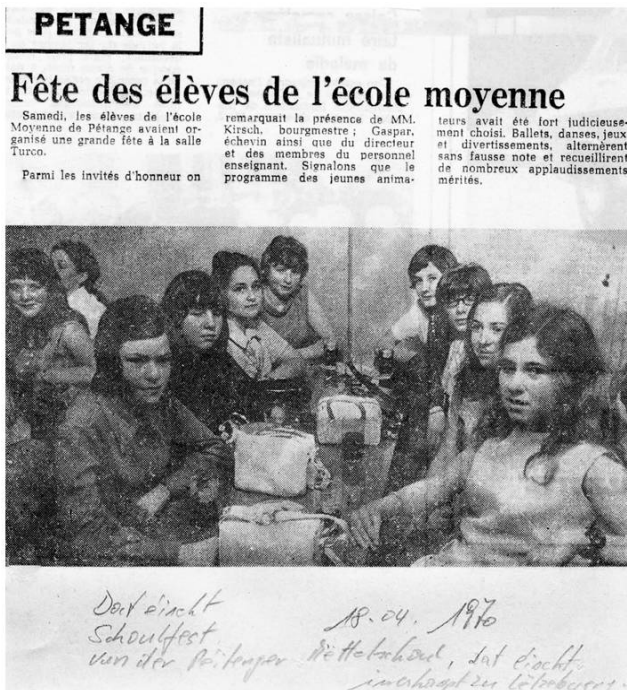 PETANGE
Fête des élèves de l'école moyenne
Samedi, les élèves de l'école
Moyenne de Pétange avaient or-
ganisé une grande fête à la salle
Turco.
Parmi les invités d'honneur on
remarquait la présence de MM.
Kirsch, bourgmestre ; Gaspar,
échevin ainsi que du directeur
et des membres du personnel
enseignant. Signalons que le
programme des jeunes anima-
teurs avait été fort judicieuse-
ment choisi. Ballets, danses, jeux
et divertissements, alternèrent
sans fausse note et recueillirent
de nombreux applaudissements
mérités.
Dat éischt 18-04. 1970
Schoulfest
van der Péitenger Mëttelschoul, dat éischt
zu Lëtzebuerg.